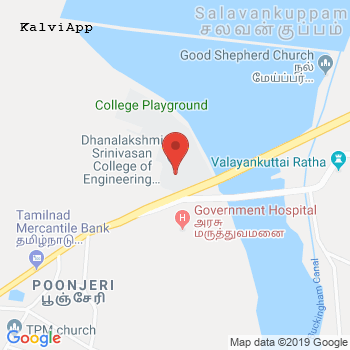 Salavankuppam
சலவன்குப்பம்
KalviApp
Good Shepherd Church
நல்
மேய்ப்பர்...
College Playground
Dhanalakshmi
Srinivasan
College of
Engineering...
Valayankuttai Ratha
Tamilnad
Mercantile Bank
தமிழ்நாடு...
Government Hospital
அரசு
மருத்துவமனை
POONJERI
பூஞ்சேரி
TPM church
Buckingham Canal
Map data ©2019 Google